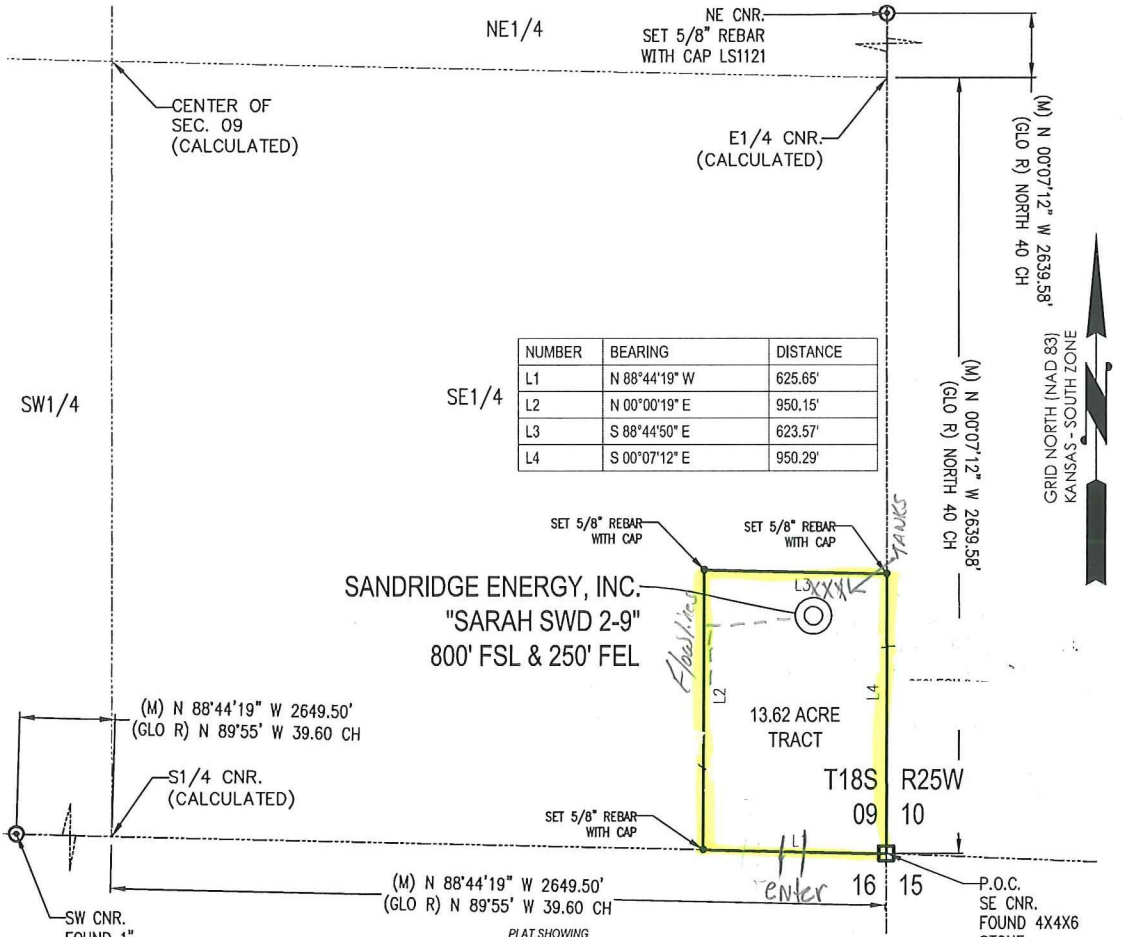 NE1/4
NE CNR.
SET 5/8" REBAR
WITH CAP LS1121
CENTER OF
SEC. 09
(CALCULATED)
E1/4 CNR.
(CALCULATED)
(M) N 00°07'12" W 2639.58'
(GLO R) NORTH 40 CH
GRID NORTH (NAD 83)
KANSAS - SOUTH ZONE
SW1/4
SE1/4
NUMBER BEARING DISTANCE
L1 N 88°44'19" W 625.65'
L2 N 00°00'19" E 950.15'
L3 S 88°44'50" E 623.57'
L4 S 00°07'12" E 950.29'
(M) N 00°07'12" W 2639.58'
(GLO R) NORTH 40 CH
SET 5/8" REBAR
WITH CAP
SET 5/8" REBAR
WITH CAP
TANKS
L3 XXX
SANDRIDGE ENERGY, INC.
"SARAH SWD 2-9"
800' FSL & 250' FEL
Flowlines
L2
L4
13.62 ACRE
TRACT
(M) N 88°44'19" W 2649.50'
(GLO R) N 89°55' W 39.60 CH
S1/4 CNR.
(CALCULATED)
T18S R25W
09 10
SET 5/8" REBAR
WITH CAP
L1
enter
16 15
P.O.C.
SE CNR.
FOUND 4X4X6
(M) N 88°44'19" W 2649.50'
(GLO R) N 89°55' W 39.60 CH
SW CNR.
FOUND 1"
PLAT SHOWING